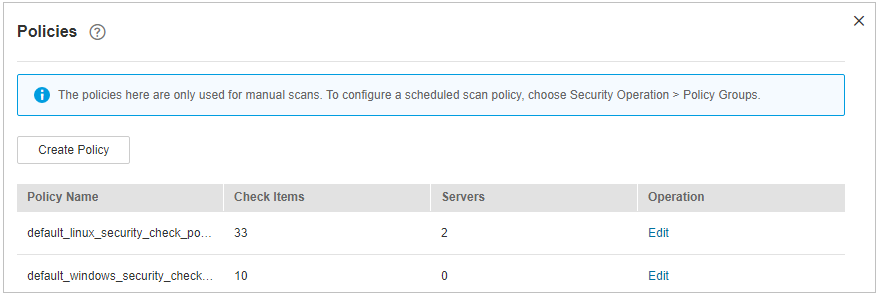 Policies ?
The policies here are only used for manual scans. To configure a scheduled scan policy, choose Security Operation > Policy Groups.
Create Policy
Policy Name Check Items Servers Operation
default_linux_security_check_po... 33 2 Edit
default_windows_security_check... 10 0 Edit